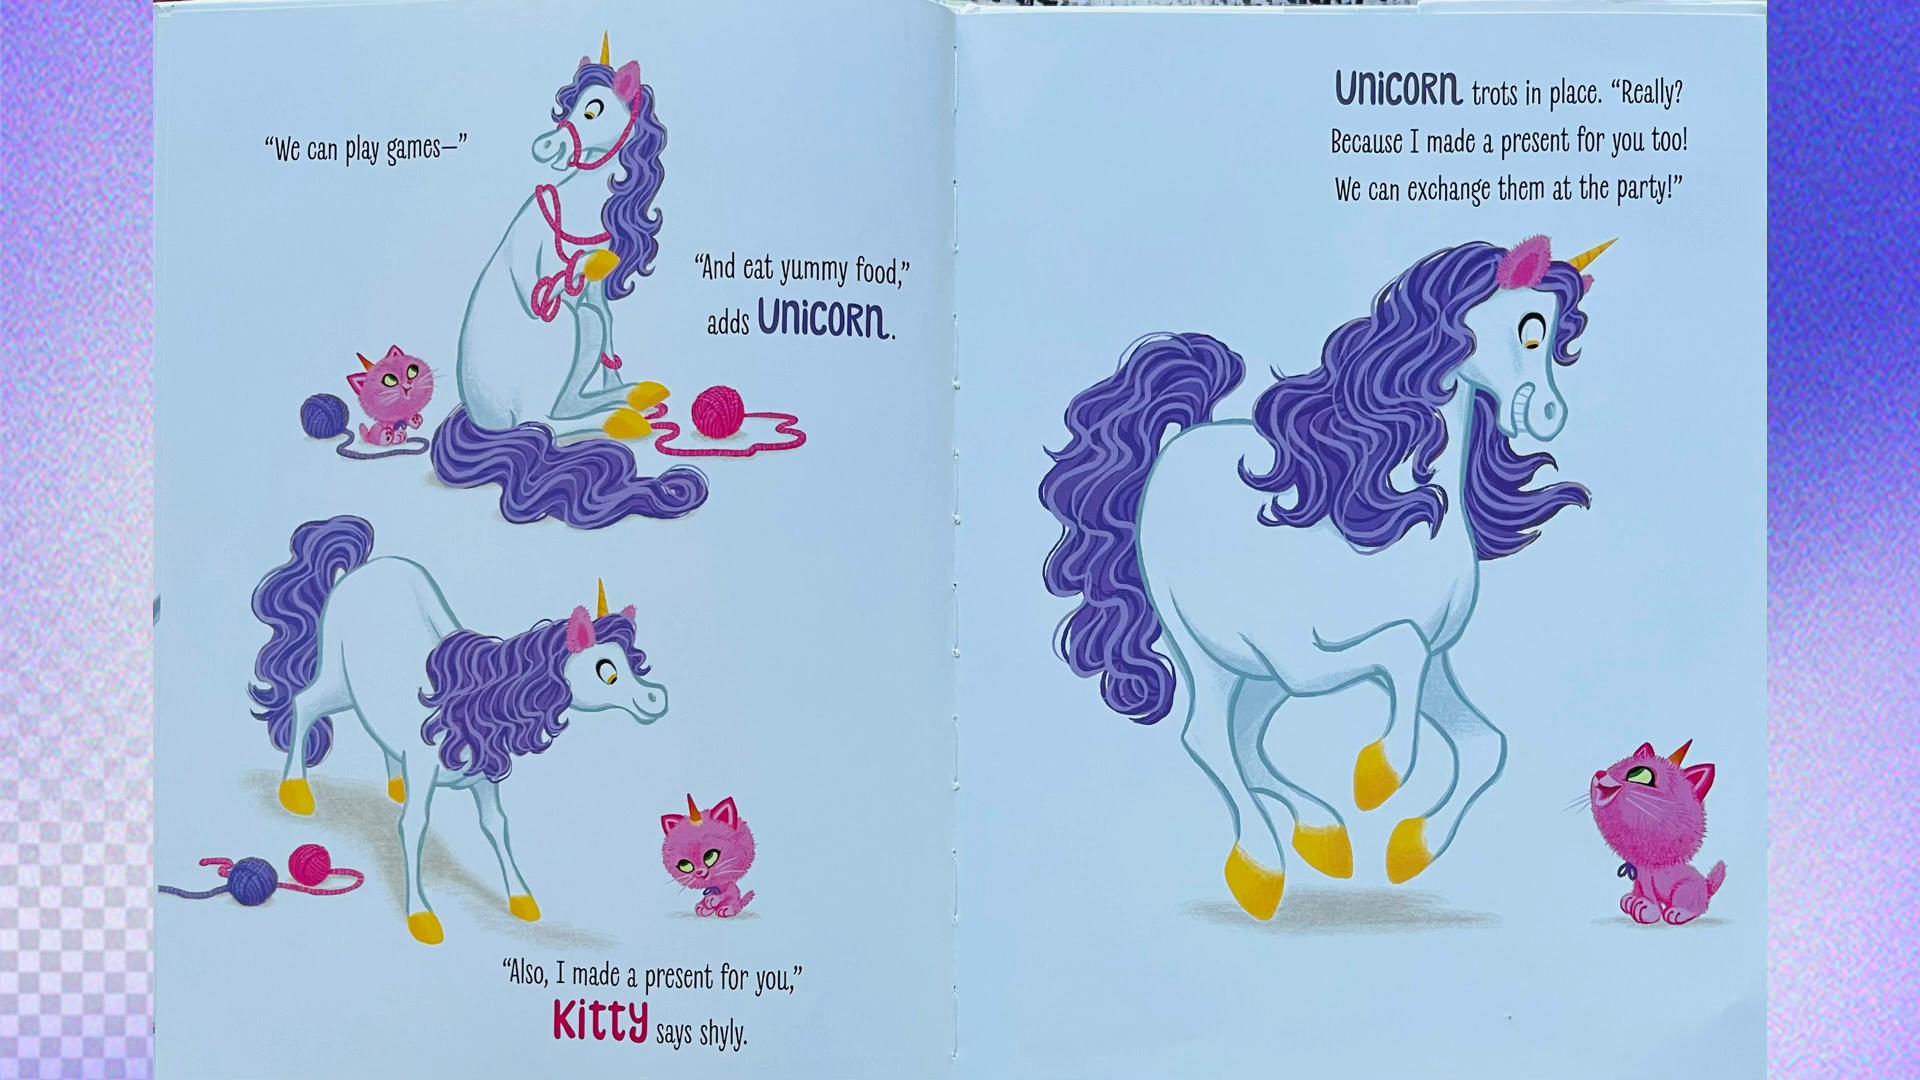 “We can play games—”
“And eat yummy food,”
adds UNiCORN.
“Also, I made a present for you,”
Kitty says shyly.
UNiCORN trots in place. “Really?
Because I made a present for you too!
We can exchange them at the party!”